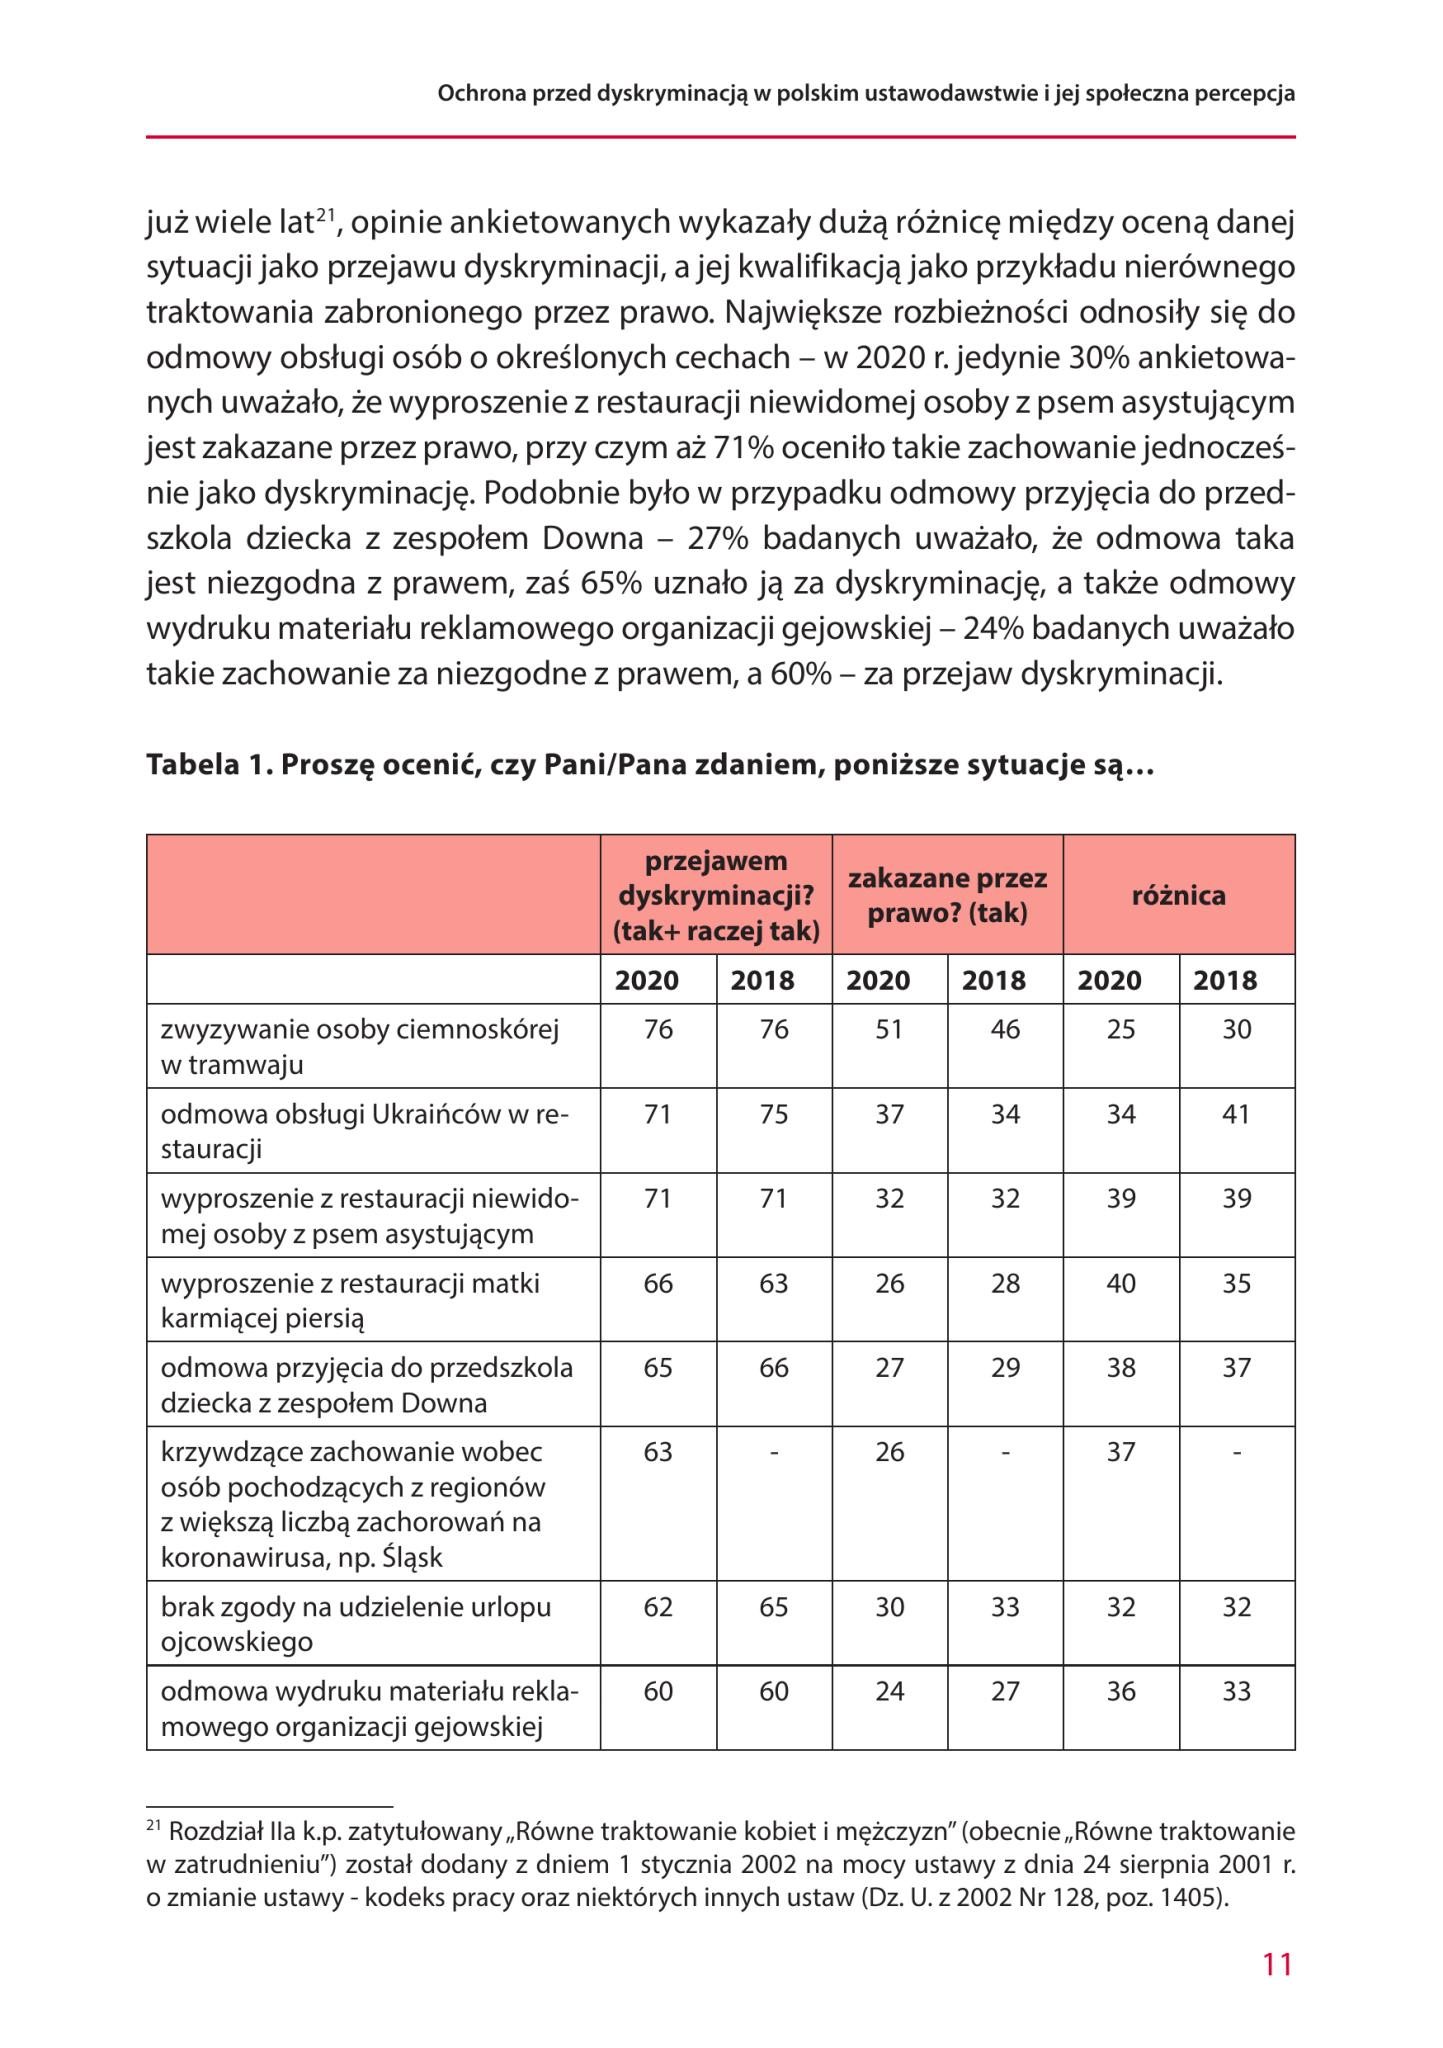 Ochrona przed dyskryminacją w polskim ustawodawstwie i jej społeczna percepcja
już wiele lat21, opinie ankietowanych wykazały dużą różnicę między oceną danej
sytuacji jako przejawu dyskryminacji, a jej kwalifikacją jako przykładu nierównego
traktowania zabronionego przez prawo. Największe rozbieżności odnosiły się do
odmowy obsługi osób o określonych cechach – w 2020 r. jedynie 30% ankietowa-
nych uważało, że wyproszenie z restauracji niewidomej osoby z psem asystującym
jest zakazane przez prawo, przy czym aż 71% oceniło takie zachowanie jednocześ-
nie jako dyskryminację. Podobnie było w przypadku odmowy przyjęcia do przed-
szkola dziecka z zespołem Downa – 27% badanych uważało, że odmowa taka
jest niezgodna z prawem, zaś 65% uznało ją za dyskryminację, a także odmowy
wydruku materiału reklamowego organizacji gejowskiej – 24% badanych uważało
takie zachowanie za niezgodne z prawem, a 60% – za przejaw dyskryminacji.
Tabela 1. Proszę ocenić, czy Pani/Pana zdaniem, poniższe sytuacje są…
przejawem
dyskryminacji?
(tak+ raczej tak)
zakazane przez
prawo? (tak)
różnica
2020 2018 2020 2018 2020 2018
zwyzywanie osoby ciemnoskórej 76 76 51 46 25 30
w tramwaju
odmowa obsługi Ukraińców w re- 71 75 37 34 34 41
stauracji
wyproszenie z restauracji niewido- 71 71 32 32 39 39
mej osoby z psem asystującym
wyproszenie z restauracji matki 66 63 26 28 40 35
karmiącej piersią
odmowa przyjęcia do przedszkola 65 66 27 29 38 37
dziecka z zespołem Downa
krzywdzące zachowanie wobec 63 - 26 - 37 -
osób pochodzących z regionów
z większą liczbą zachorowań na
koronawirusa, np. Śląsk
brak zgody na udzielenie urlopu 62 65 30 33 32 32
ojcowskiego
odmowa wydruku materiału rekla- 60 60 24 27 36 33
mowego organizacji gejowskiej
21 Rozdział IIa k.p. zatytułowany „Równe traktowanie kobiet i mężczyzn” (obecnie „Równe traktowanie
w zatrudnieniu”) został dodany z dniem 1 stycznia 2002 na mocy ustawy z dnia 24 sierpnia 2001 r.
o zmianie ustawy - kodeks pracy oraz niektórych innych ustaw (Dz. U. z 2002 Nr 128, poz. 1405).
11